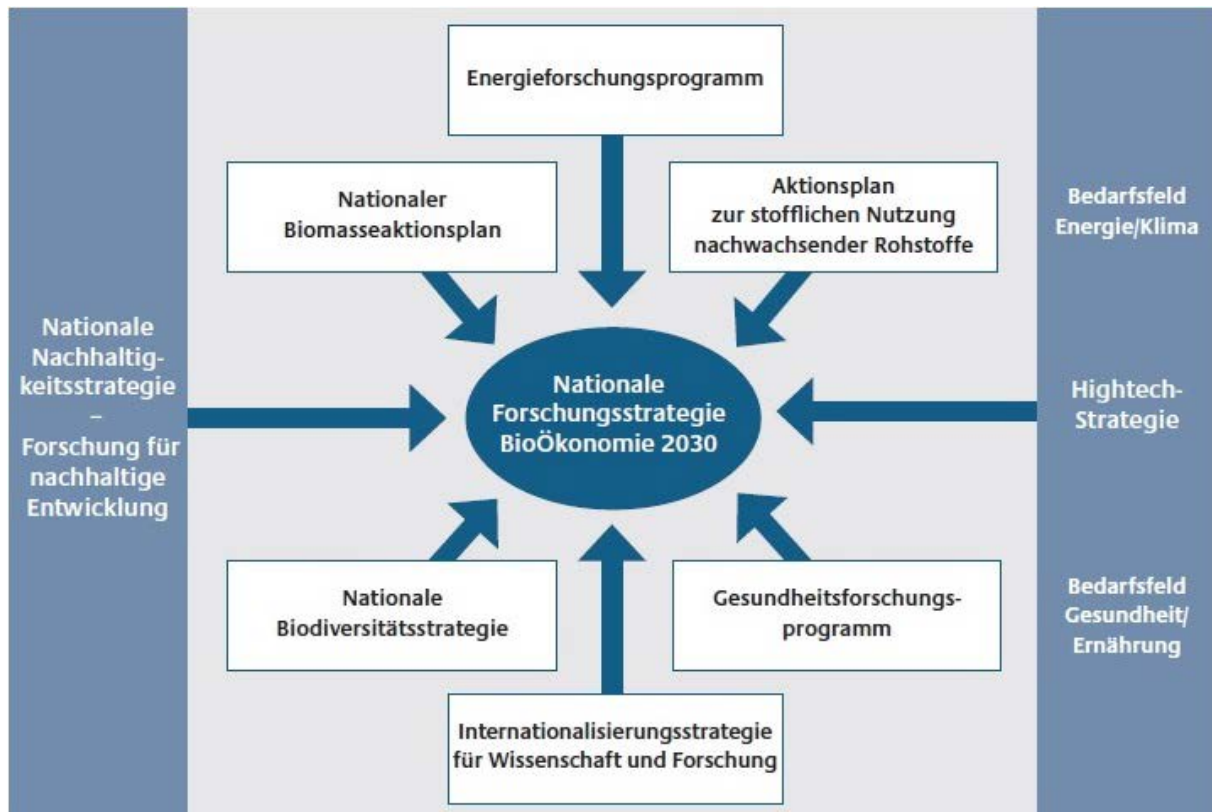 Energieforschungsprogramm
Nationaler
Biomasseaktionsplan
Aktionsplan
zur stofflichen Nutzung
nachwachsender Rohstoffe
Bedarfsfeld
Energie/Klima
Nationale
Nachhaltig-
keitsstrategie
–
Forschung für
nachhaltige
Entwicklung
Nationale
Forschungsstrategie
BioÖkonomie 2030
Hightech-
Strategie
Nationale
Biodiversitätsstrategie
Gesundheitsforschungs-
programm
Bedarfsfeld
Gesundheit/
Ernährung
Internationalisierungsstrategie
für Wissenschaft und Forschung